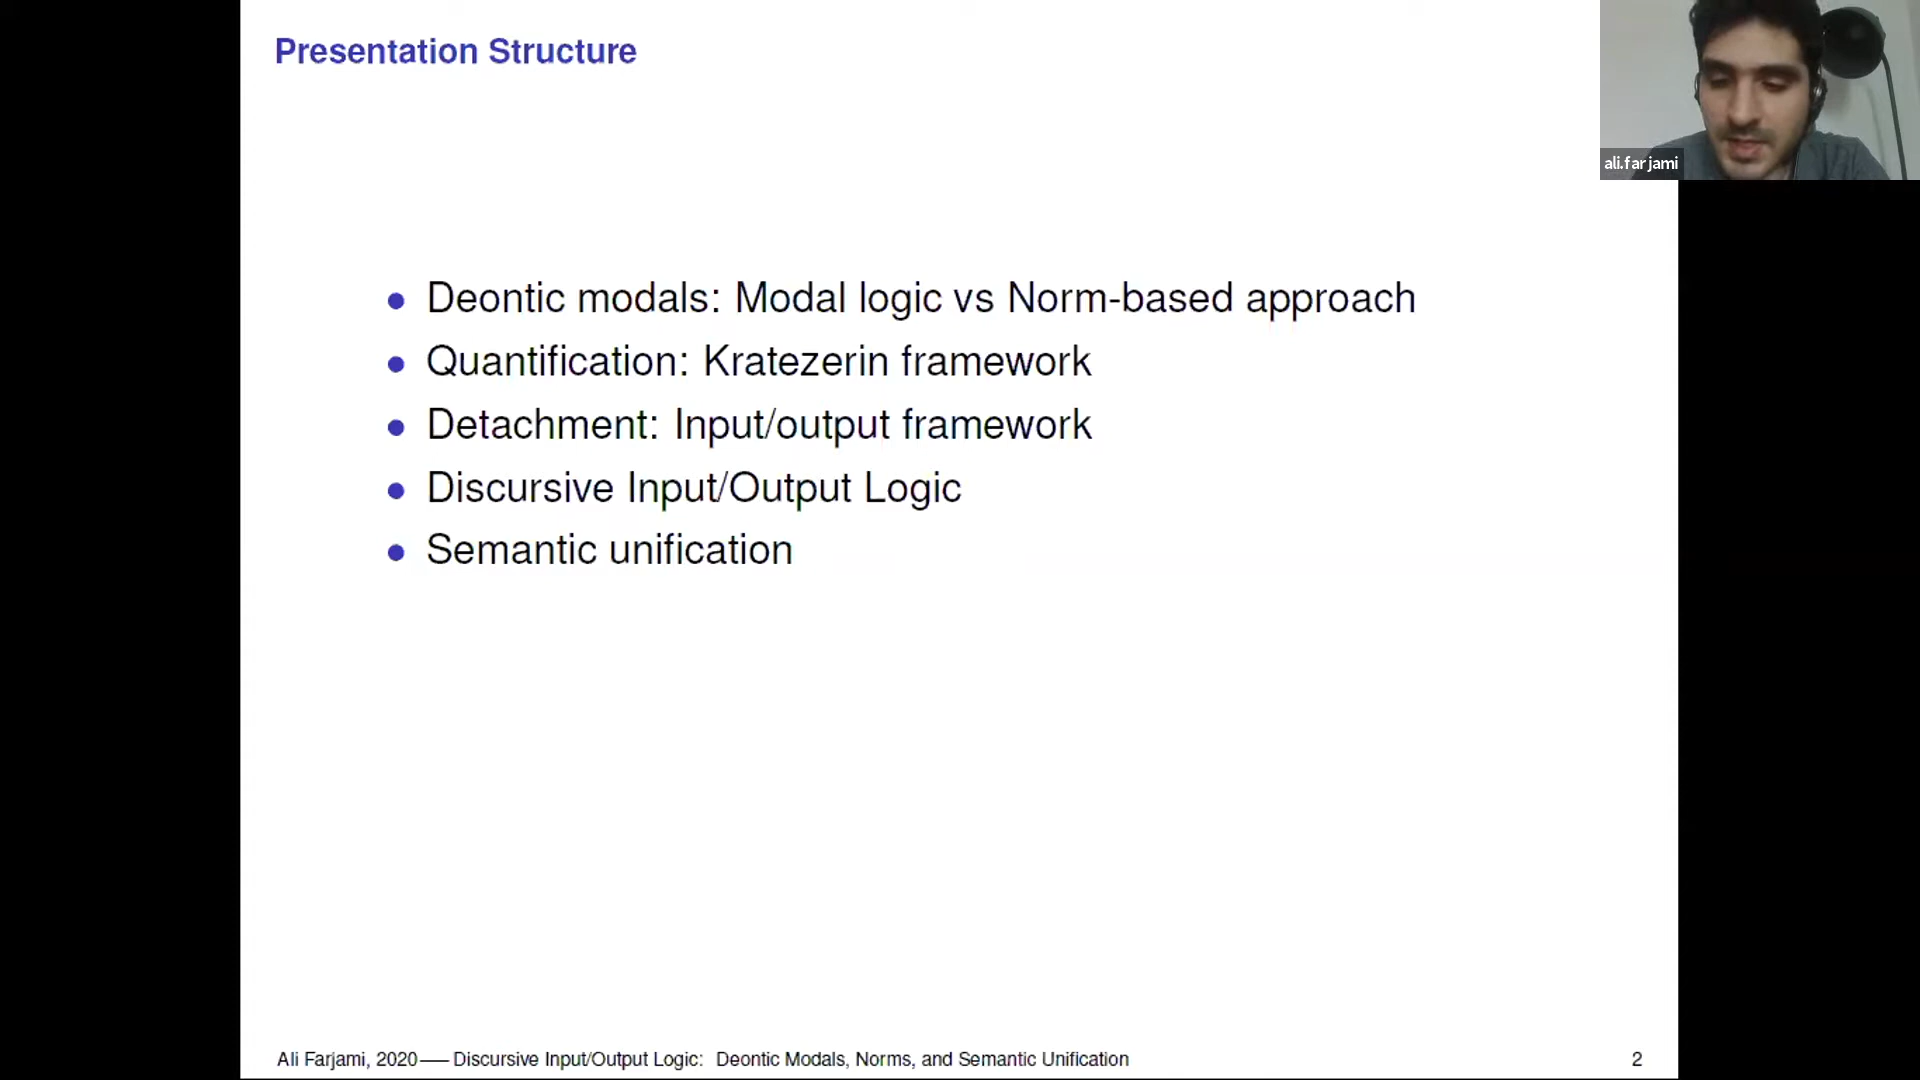 Presentation Structure
ali.farjami
• Deontic modals: Modal logic vs Norm-based approach
• Quantification: Kratezerin framework
• Detachment: Input/output framework
• Discursive Input/Output Logic
• Semantic unification
Ali Farjami, 2020 — Discursive Input/Output Logic: Deontic Modals, Norms, and Semantic Unification 2